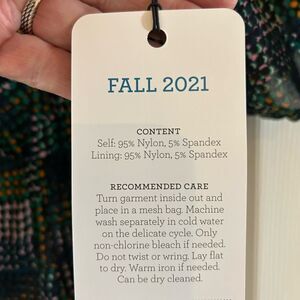 FALL 2021
CONTENT
Self: 95% Nylon, 5% Spandex
Lining: 95% Nylon, 5% Spandex
RECOMMENDED CARE
Turn garment inside out and
place in a mesh bag. Machine
wash separately in cold water
on the delicate cycle. Only
non-chlorine bleach if needed.
Do not twist or wring. Lay flat
to dry. Warm iron if needed.
Can be dry cleaned.